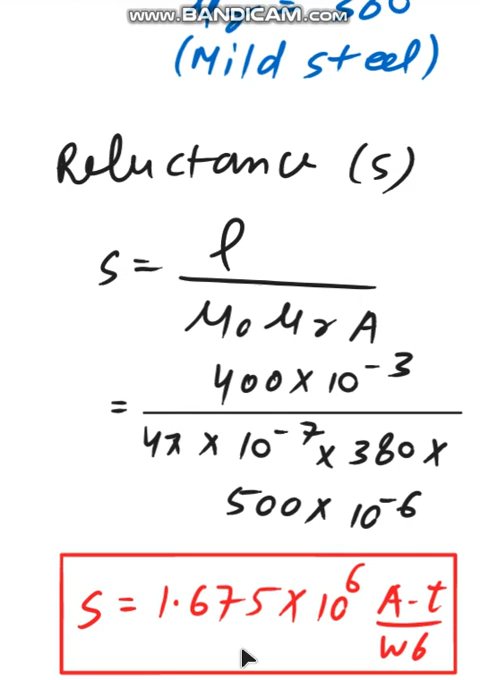 www.BANDICAM.com
(Mild steel)
Reluctance (S)
S = l
μ0 μr A
= 400 × 10^-3
4π × 10^-7 × 380 ×
500 × 10^-6
S = 1.675 × 10^6 A-t
wb